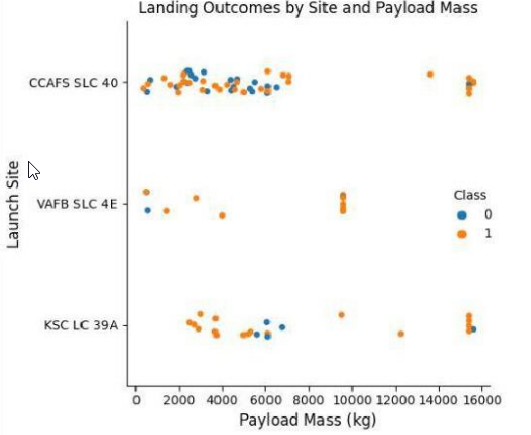 Landing Outcomes by Site and Payload Mass
CCAFS SLC 40
VAFB SLC 4E
KSC LC 39A
Launch Site
Class
0
1
0 2000 4000 6000 8000 10000 12000 14000 16000
Payload Mass (kg)